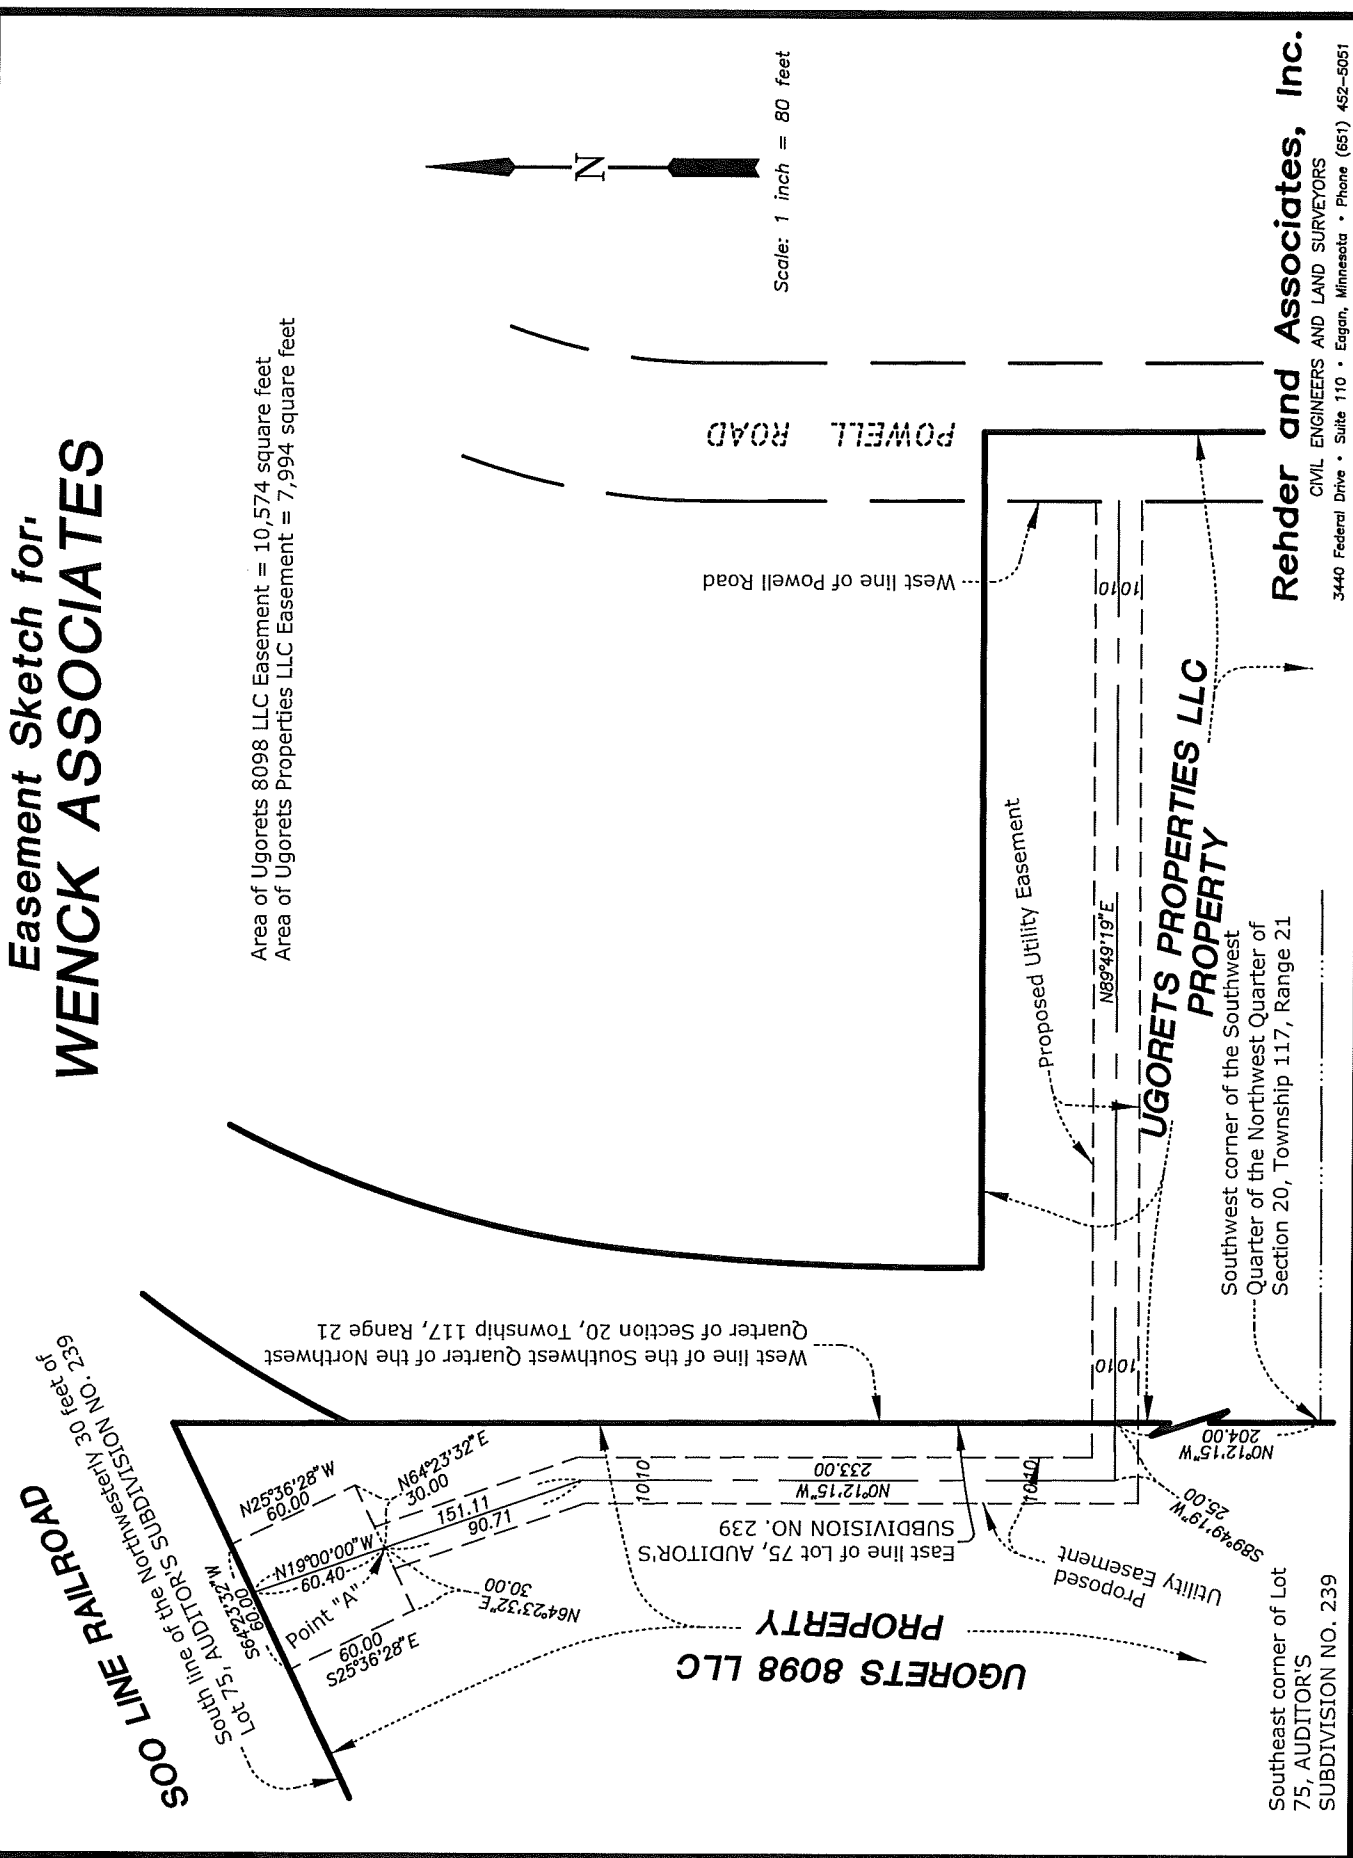 Easement Sketch for:
WENCK ASSOCIATES
Area of Ugorets 8098 LLC Easement = 10,574 square feet
Area of Ugorets Properties LLC Easement = 7,994 square feet
N
Scale: 1 inch = 80 feet
SOO LINE RAILROAD
South line of the Northwesterly 30 feet of
Lot 75, AUDITOR'S SUBDIVISION NO. 239
S64°23'32"W
60.00
N25°36'28"W
60.00
N64°23'32"E
30.00
N19°00'00"W
60.40
151.11
90.71
Point "A"
60.00
S25°36'28"E
N64°23'32"E
30.00
West line of the Southwest Quarter of the Northwest
Quarter of Section 20, Township 117, Range 21
POWELL ROAD
West line of Powell Road
10
10
N0°12'15"W
233.00
East line of Lot 75, AUDITOR'S
SUBDIVISION NO. 239
10
10
UGORETS 8098 LLC
PROPERTY
Proposed
Utility Easement
S89°49'19"W
25.00
N0°12'15"W
204.00
10
10
Proposed Utility Easement
N89°49'19"E
10
10
UGORETS PROPERTIES LLC
PROPERTY
Southwest corner of the Southwest
Quarter of the Northwest Quarter of
Section 20, Township 117, Range 21
Southeast corner of Lot
75, AUDITOR'S
SUBDIVISION NO. 239
Rehder and Associates, Inc.
CIVIL ENGINEERS AND LAND SURVEYORS
3440 Federal Drive • Suite 110 • Eagan, Minnesota • Phone (651) 452-5051